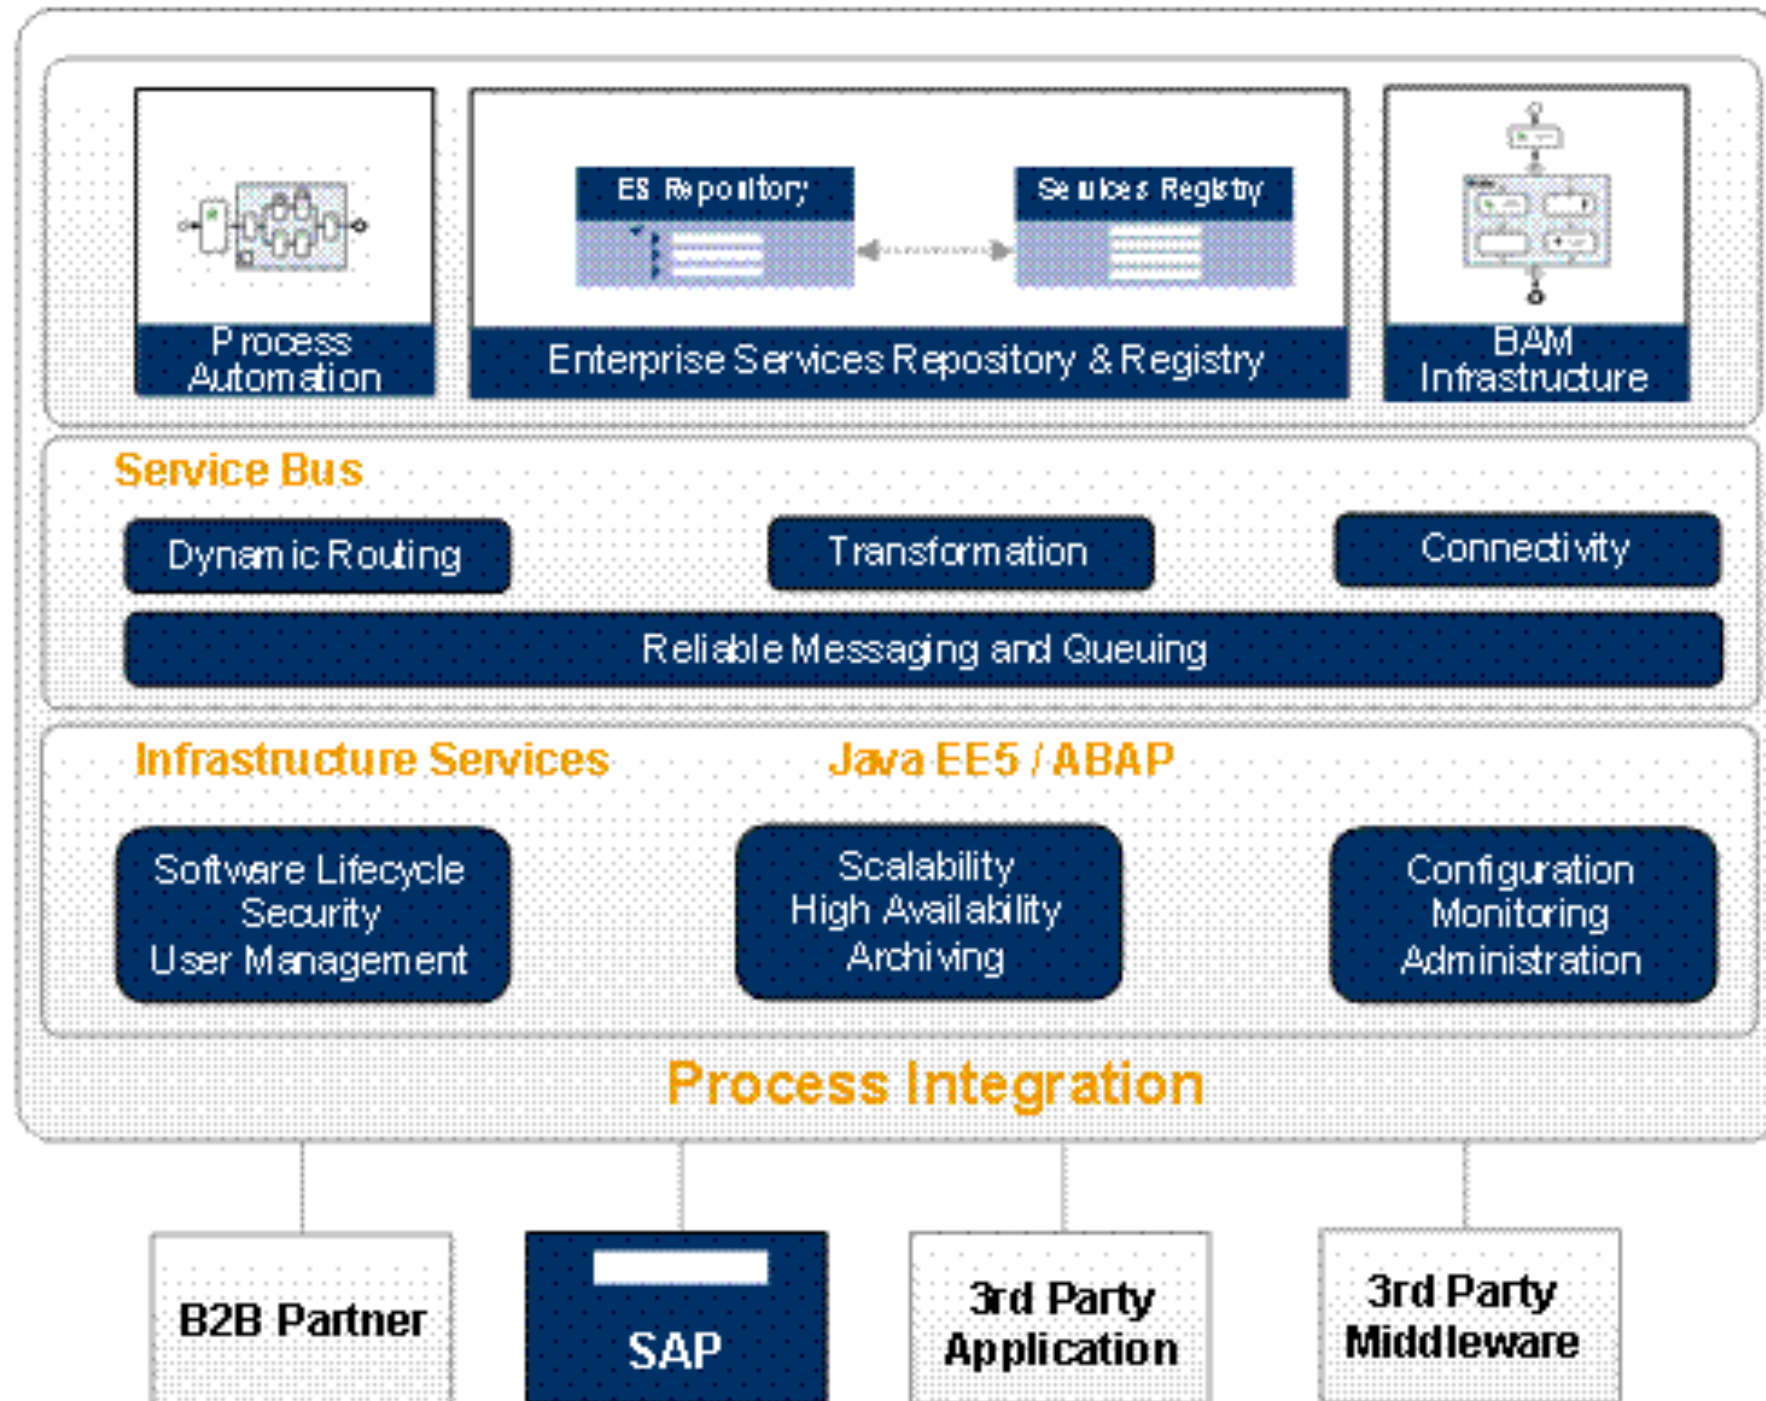 ES Repository
Services Registry
Process
Automation
Enterprise Services Repository & Registry
BAM
Infrastructure
Service Bus
Dynamic Routing
Transformation
Connectivity
Reliable Messaging and Queuing
Infrastructure Services
Java EE5 / ABAP
Software Lifecycle
Security
User Management
Scalability
High Availability
Archiving
Configuration
Monitoring
Administration
Process Integration
B2B Partner
SAP
3rd Party
Application
3rd Party
Middleware